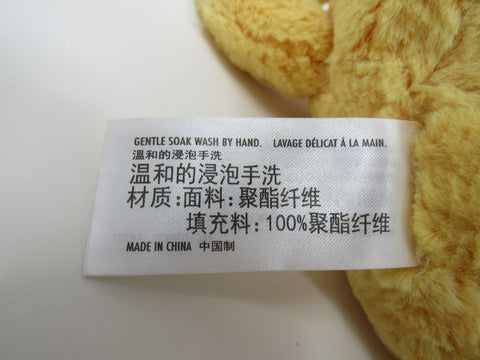 GENTLE SOAK WASH BY HAND. LAVAGE DÉLICAT À LA MAIN.
溫和的浸泡手洗
温和的浸泡手洗
材质:面料:聚酯纤维
填充料:100%聚酯纤维
MADE IN CHINA 中国制